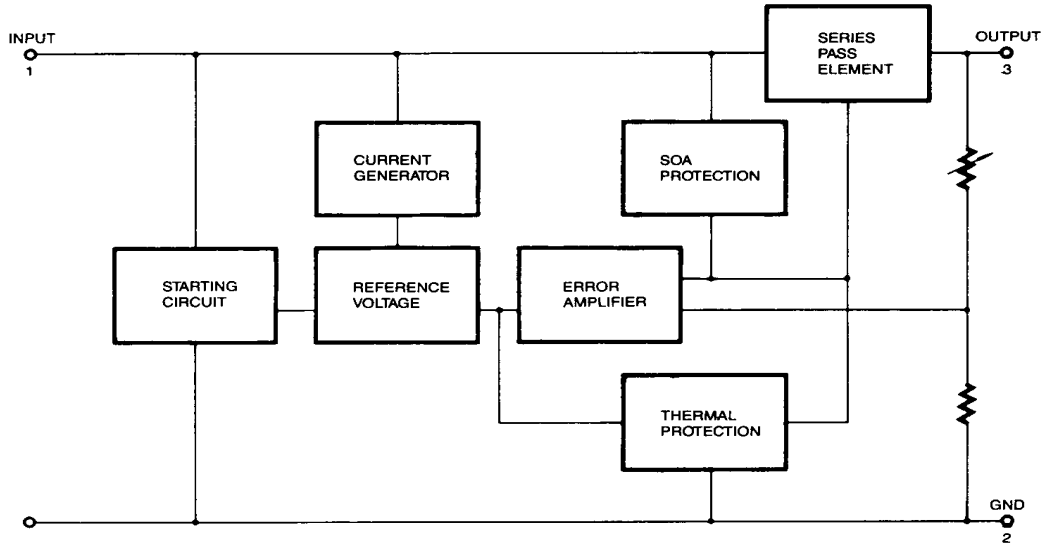 INPUT
1
SERIES
PASS
ELEMENT
OUTPUT
3
CURRENT
GENERATOR
SOA
PROTECTION
STARTING
CIRCUIT
REFERENCE
VOLTAGE
ERROR
AMPLIFIER
THERMAL
PROTECTION
GND
2